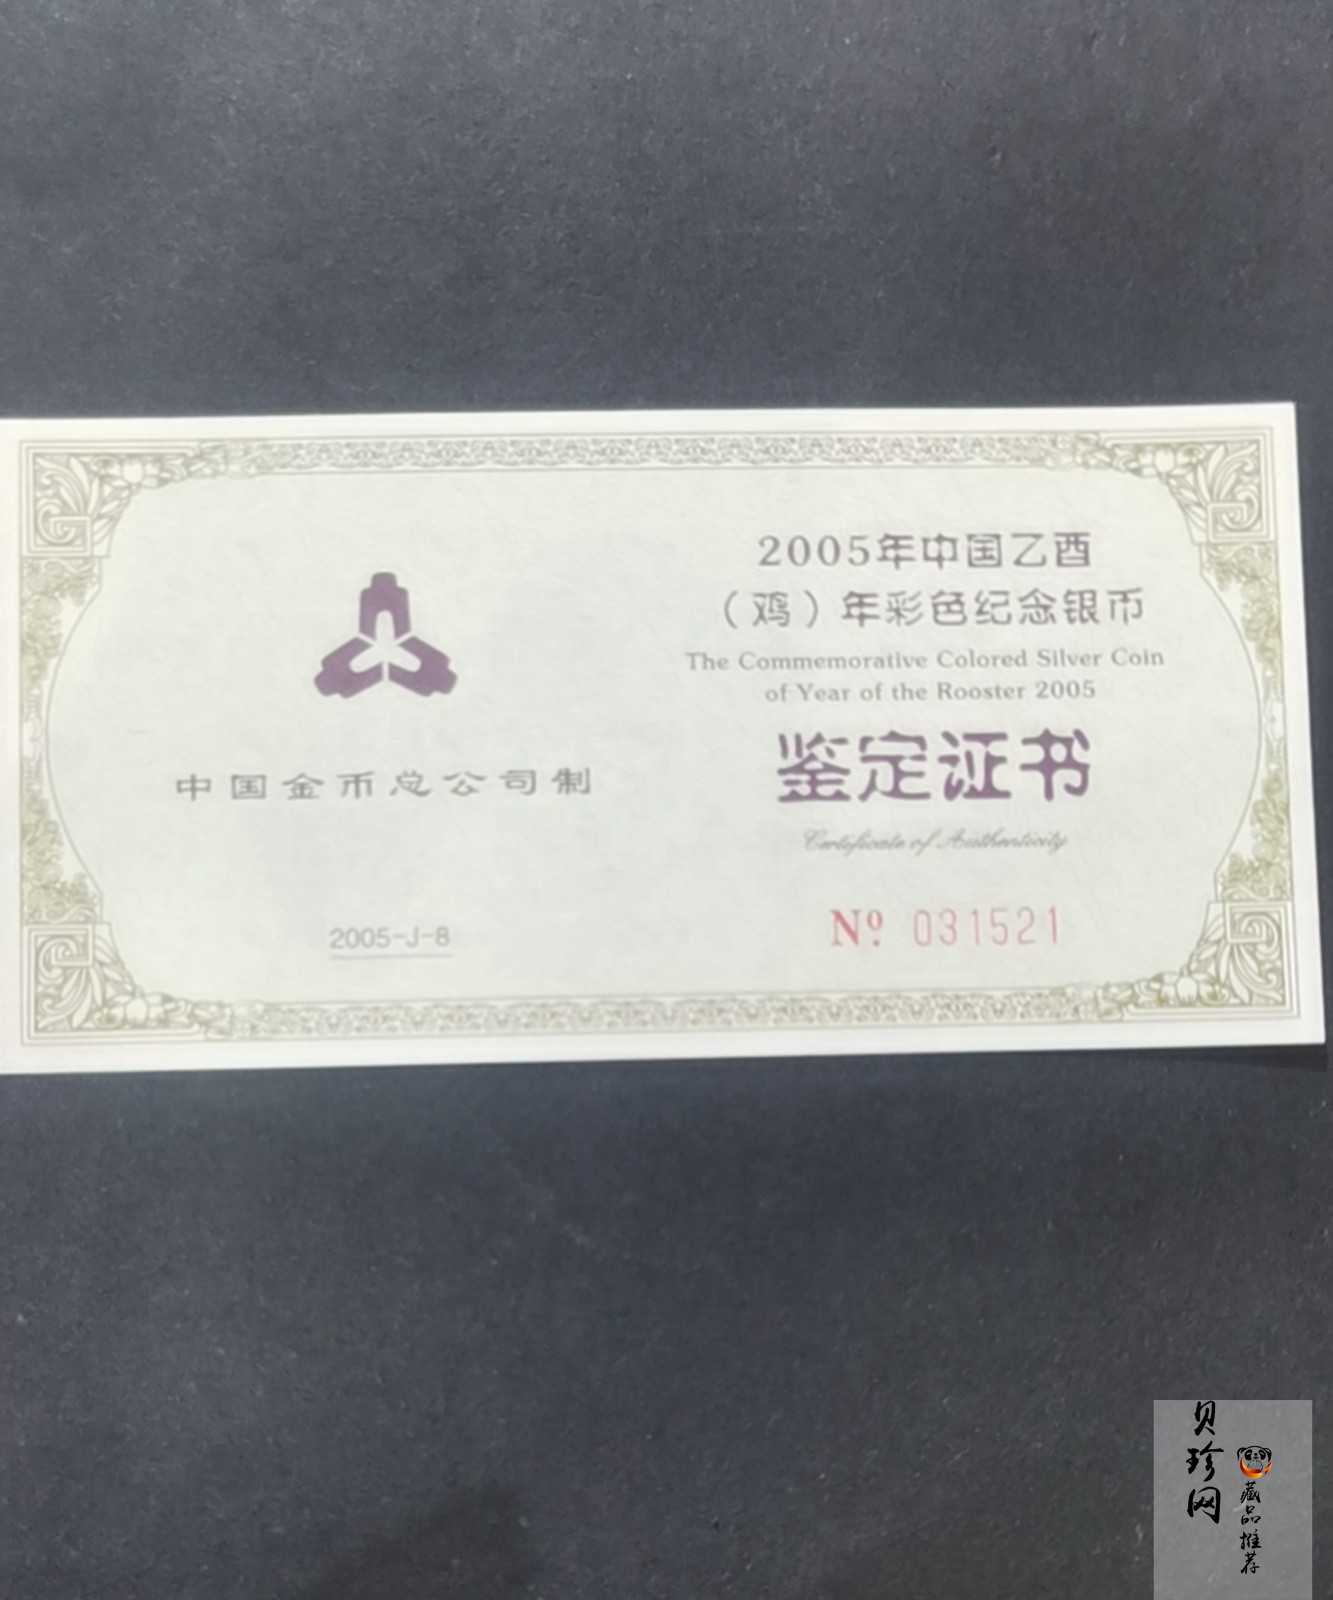 中国金币总公司制
2005-J-8
2005年中国乙酉
（鸡）年彩色纪念银币
The Commemorative Colored Silver Coin
of Year of the Rooster 2005
鉴定证书
Certificate of Authenticity
Nº 031521
贝珍网
藏品推荐